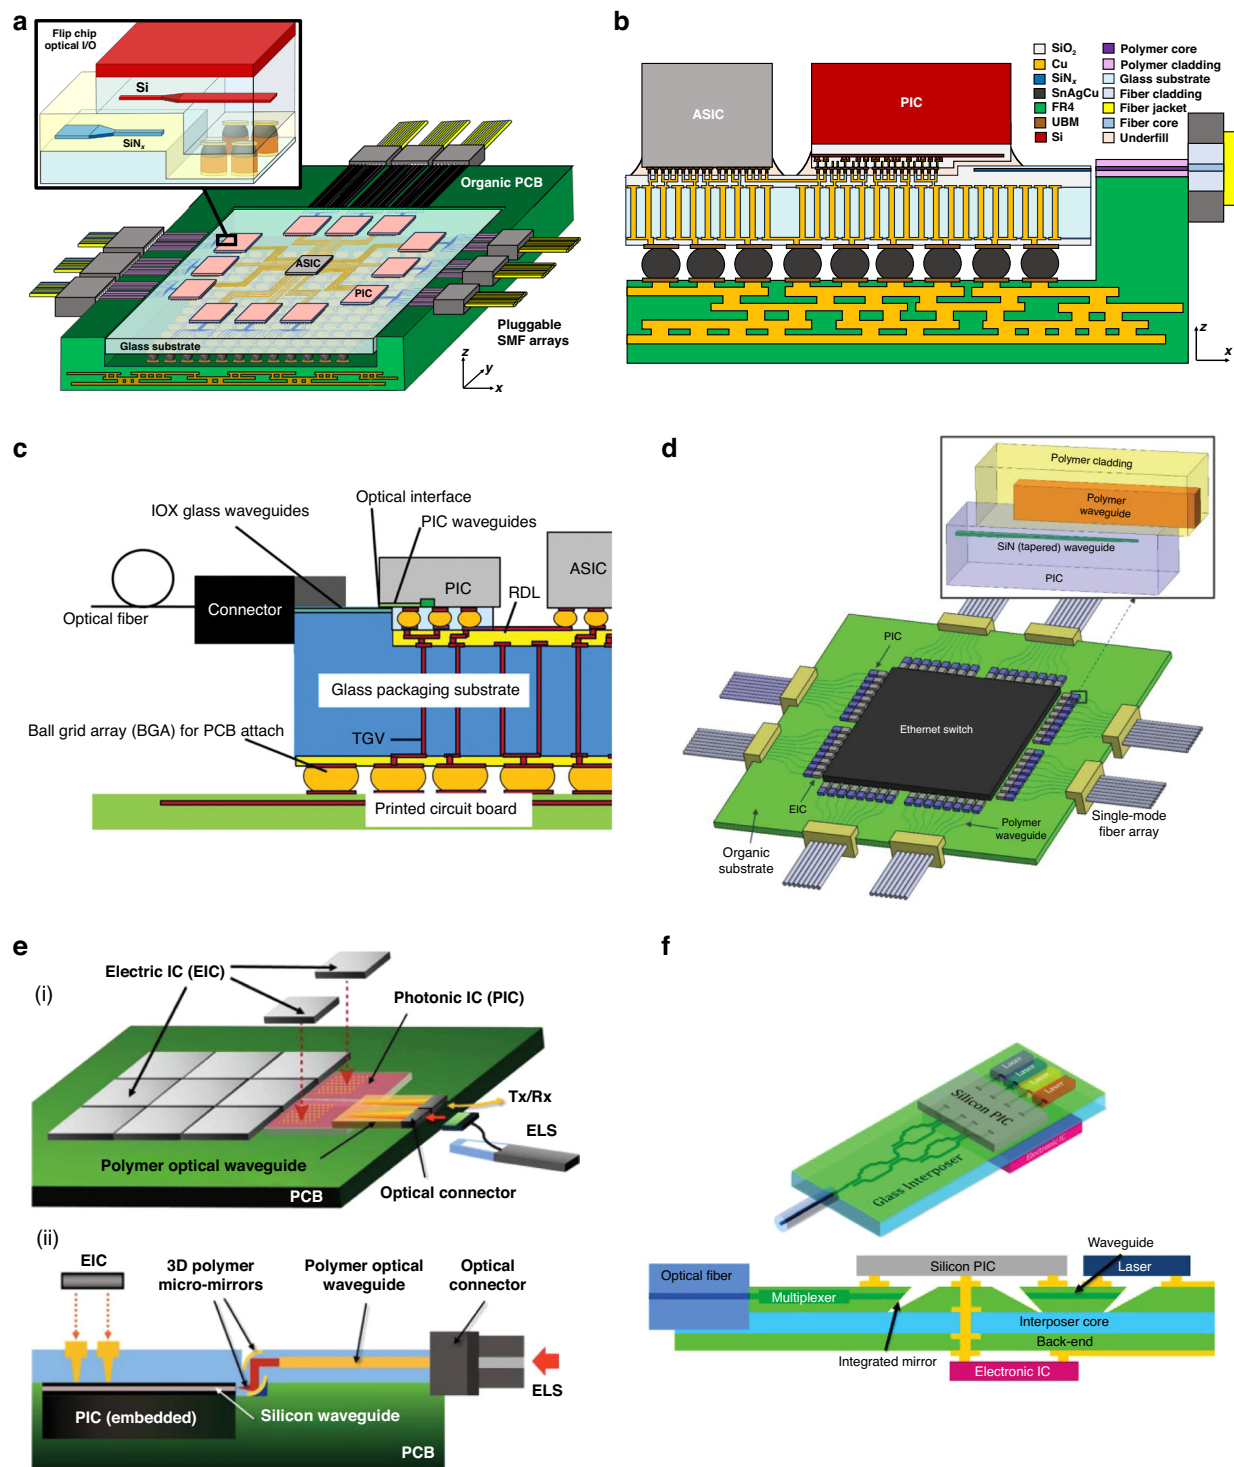 a
Flip chip
optical I/O
Si
SiNx
Organic PCB
ASIC
PIC
Glass substrate
Pluggable
SMF arrays
z
y
x
b
ASIC
PIC
SiO2
Cu
SiNx
SnAgCu
FR4
UBM
Si
Polymer core
Polymer cladding
Glass substrate
Fiber cladding
Fiber jacket
Fiber core
Underfill
z
x
c
Optical interface
IOX glass waveguides
PIC waveguides
ASIC
PIC
RDL
Connector
Optical fiber
Glass packaging substrate
Ball grid array (BGA) for PCB attach
TGV
Printed circuit board
d
Polymer cladding
Polymer
waveguide
SiN (tapered) waveguide
PIC
PIC
Ethernet switch
EIC
Polymer
waveguide
Single-mode
fiber array
Organic
substrate
e
Electric IC (EIC)
(i)
Photonic IC (PIC)
Tx/Rx
ELS
Polymer optical waveguide
Optical connector
PCB
(ii)
EIC
3D polymer
micro-mirrors
Polymer optical
waveguide
Optical
connector
ELS
Silicon waveguide
PIC (embedded)
PCB
f
Laser
Laser
Laser
Laser
Silicon PIC
Electronic IC
Glass Interposer
Waveguide
Silicon PIC
Laser
Optical fiber
Multiplexer
Interposer core
Back-end
Integrated mirror
Electronic IC